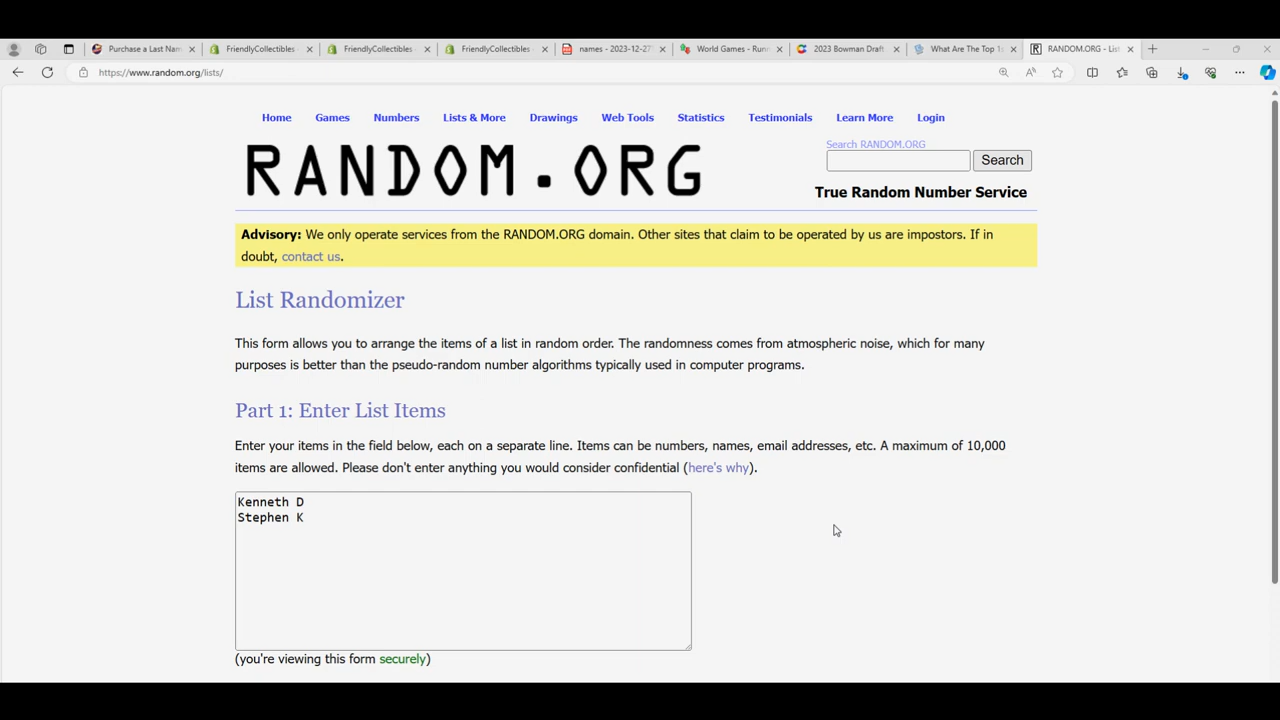 Purchase a Last Nam
FriendlyCollectibles
FriendlyCollectibles
FriendlyCollectibles
names - 2023-12-27
World Games - Run
2023 Bowman Draft
What Are The Top 1
RANDOM.ORG - List
https://www.random.org/lists/
Home Games Numbers Lists & More Drawings Web Tools Statistics Testimonials Learn More Login
RANDOM.ORG
Search RANDOM.ORG
Search
True Random Number Service
Advisory: We only operate services from the RANDOM.ORG domain. Other sites that claim to be operated by us are impostors. If in
doubt, contact us.
List Randomizer
This form allows you to arrange the items of a list in random order. The randomness comes from atmospheric noise, which for many
purposes is better than the pseudo-random number algorithms typically used in computer programs.
Part 1: Enter List Items
Enter your items in the field below, each on a separate line. Items can be numbers, names, email addresses, etc. A maximum of 10,000
items are allowed. Please don't enter anything you would consider confidential (here's why).
Kenneth D
Stephen K
(you're viewing this form securely)